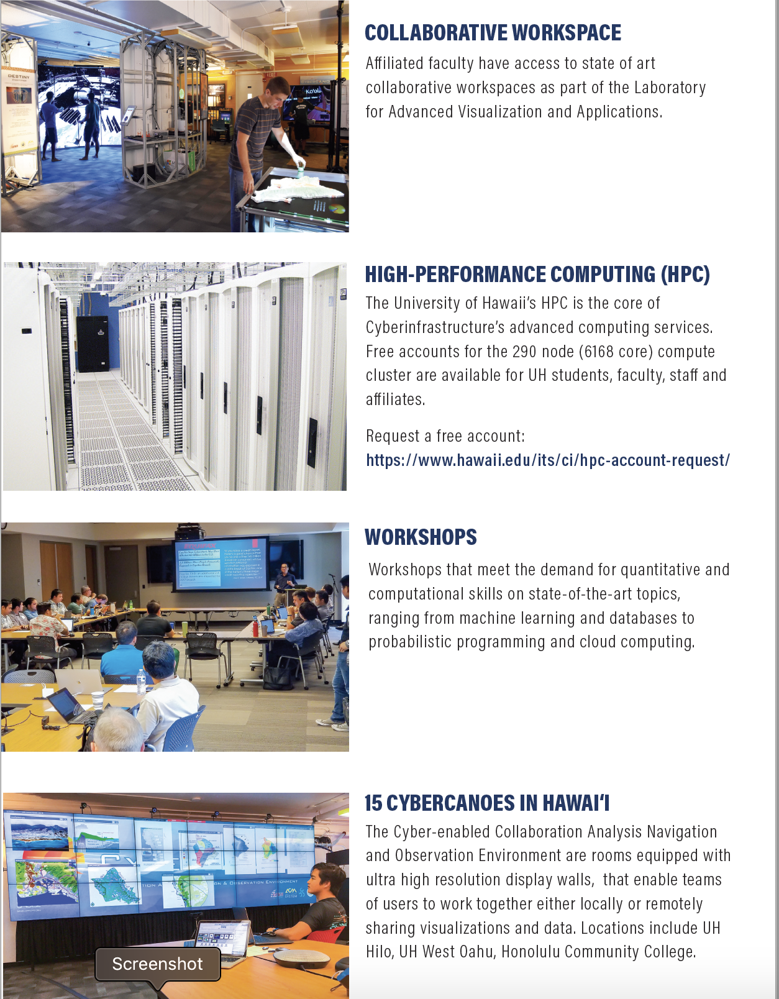 COLLABORATIVE WORKSPACE
Affiliated faculty have access to state of art
collaborative workspaces as part of the Laboratory
for Advanced Visualization and Applications.
DESTINY
Ko'ol
EXIT
HIGH-PERFORMANCE COMPUTING (HPC)
The University of Hawaii’s HPC is the core of
Cyberinfrastructure’s advanced computing services.
Free accounts for the 290 node (6168 core) compute
cluster are available for UH students, faculty, staff and
affiliates.
Request a free account:
https://www.hawaii.edu/its/ci/hpc-account-request/
WORKSHOPS
Workshops that meet the demand for quantitative and
computational skills on state-of-the-art topics,
ranging from machine learning and databases to
probabilistic programming and cloud computing.
15 CYBERCANOES IN HAWAI‘I
The Cyber-enabled Collaboration Analysis Navigation
and Observation Environment are rooms equipped with
ultra high resolution display walls,  that enable teams
of users to work together either locally or remotely
sharing visualizations and data. Locations include UH
Hilo, UH West Oahu, Honolulu Community College.
TION A
N & OBSERVATION ENVIRONMENT
SYSTEM
Screenshot